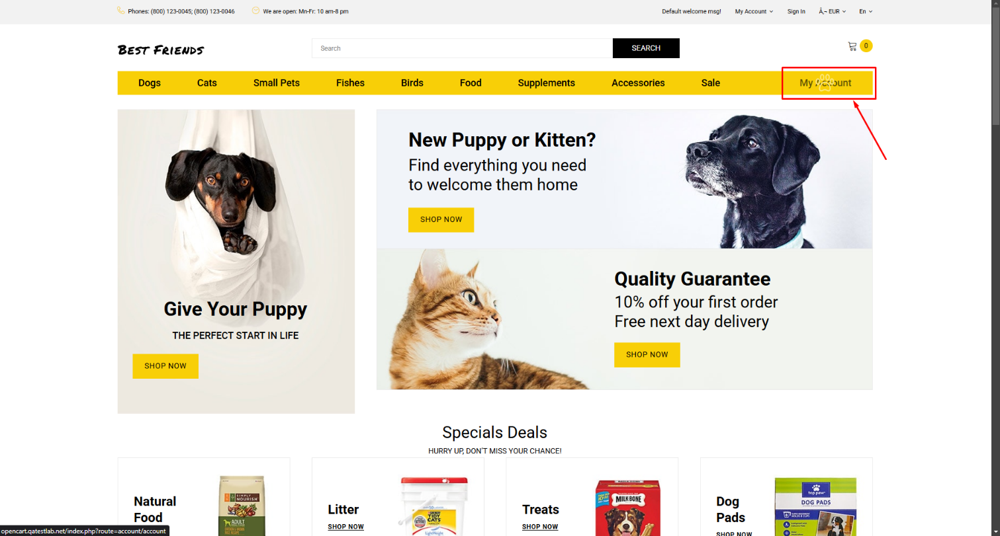 Phones: (800) 123-0045; (800) 123-0046
We are open: Mn-Fr: 10 am-8 pm
Default welcome msg!
My Account
Sign In
Ã‚¬ EUR
En
BEST FRIENDS
Search
SEARCH
0
Dogs
Cats
Small Pets
Fishes
Birds
Food
Supplements
Accessories
Sale
My Account
Give Your Puppy
THE PERFECT START IN LIFE
SHOP NOW
New Puppy or Kitten?
Find everything you need
to welcome them home
SHOP NOW
Quality Guarantee
10% off your first order
Free next day delivery
SHOP NOW
Specials Deals
HURRY UP, DON'T MISS YOUR CHANCE!
Natural
Food
SIMPLY
NOURISH
ADULT
Litter
SHOP NOW
TIDY
CATS
LightWeight
Treats
SHOP NOW
MILK-BONE
Dog
Pads
SHOP NOW
top paw
DOG PADS
opencart.qatestlab.net/index.php?route=account/account